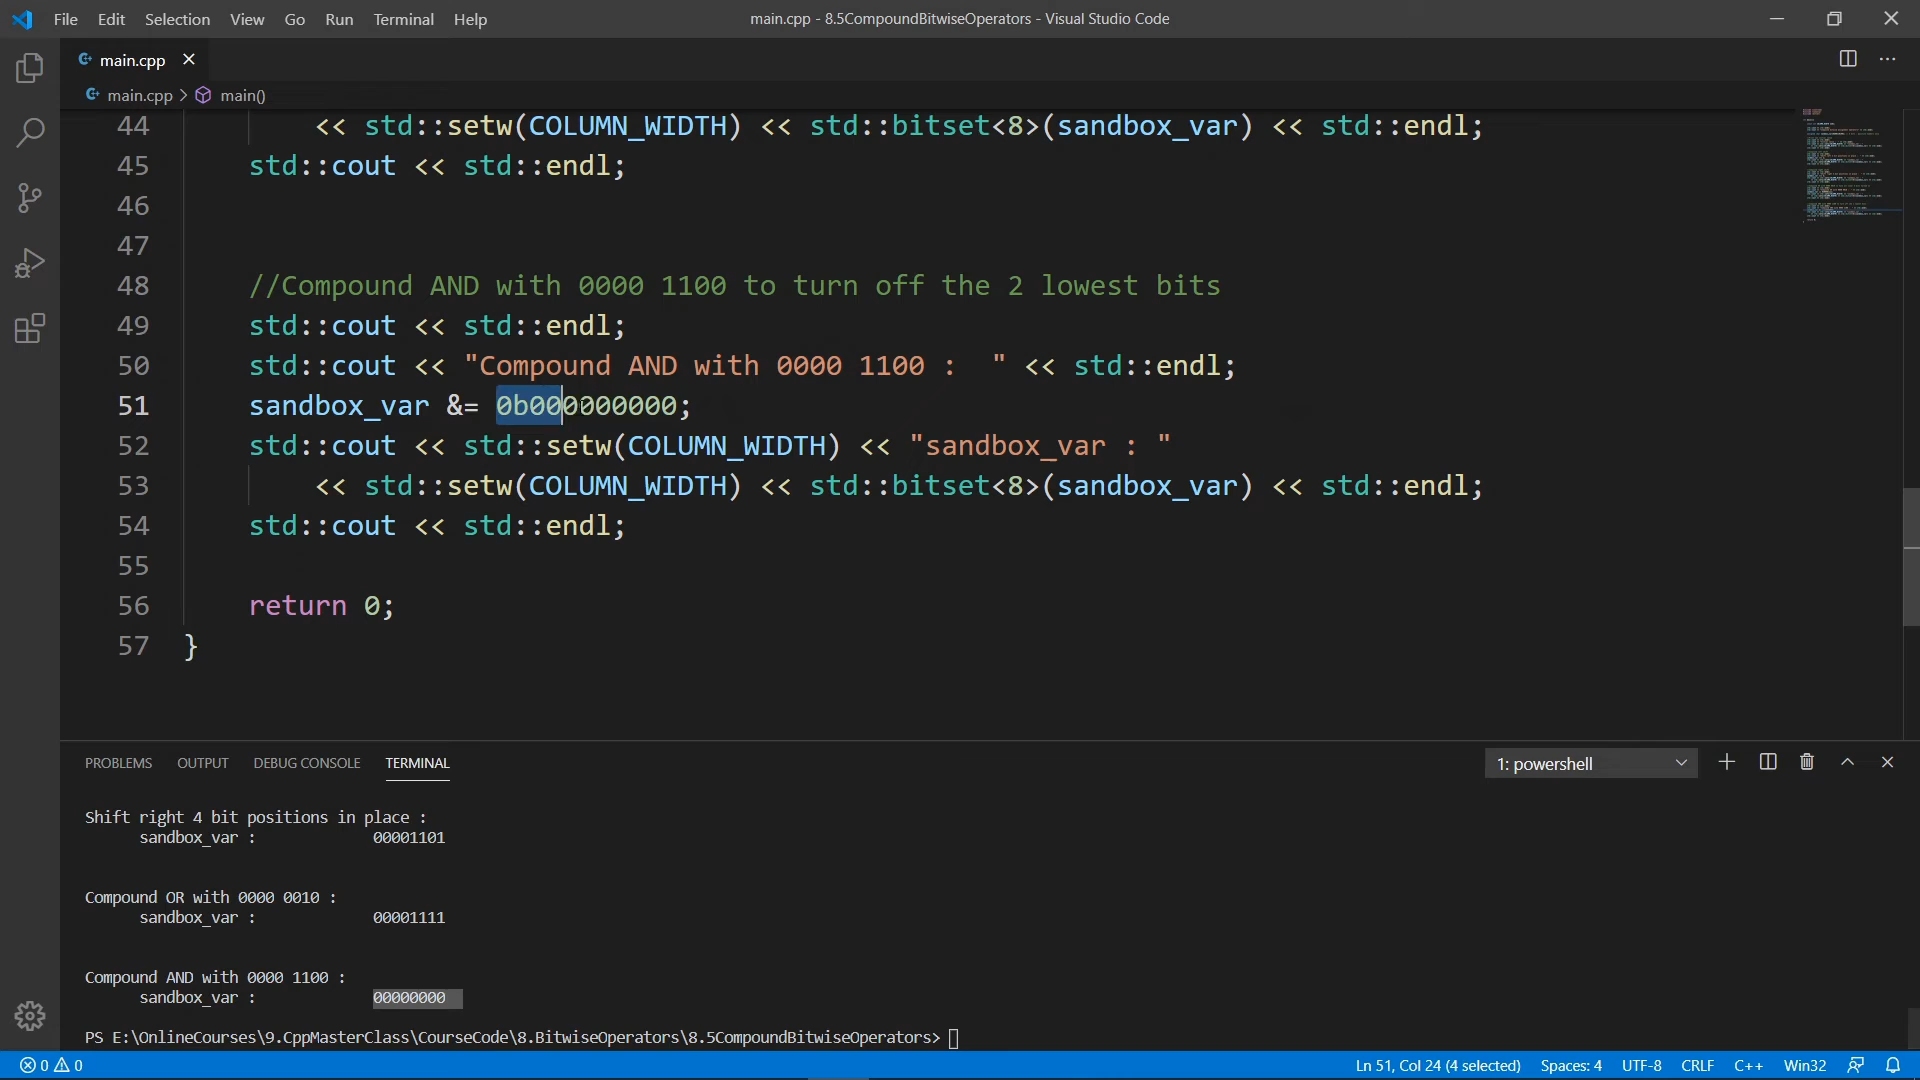 File Edit Selection View Go Run Terminal Help main.cpp - 8.5CompoundBitwiseOperators - Visual Studio Code
main.cpp
main.cpp > main()
44 << std::setw(COLUMN_WIDTH) << std::bitset<8>(sandbox_var) << std::endl;
45 std::cout << std::endl;
46
47
48 //Compound AND with 0000 1100 to turn off the 2 lowest bits
49 std::cout << std::endl;
50 std::cout << "Compound AND with 0000 1100 :  " << std::endl;
51 sandbox_var &= 0b000000000;
52 std::cout << std::setw(COLUMN_WIDTH) << "sandbox_var : "
53 << std::setw(COLUMN_WIDTH) << std::bitset<8>(sandbox_var) << std::endl;
54 std::cout << std::endl;
55
56 return 0;
57 }
PROBLEMS OUTPUT DEBUG CONSOLE TERMINAL 1: powershell
Shift right 4 bit positions in place :
sandbox_var : 00001101
Compound OR with 0000 0010 :
sandbox_var : 00001111
Compound AND with 0000 1100 :
sandbox_var : 00000000
PS E:\OnlineCourses\9.CppMasterClass\CourseCode\8.BitwiseOperators\8.5CompoundBitwiseOperators>
0 0 Ln 51, Col 24 (4 selected) Spaces: 4 UTF-8 CRLF C++ Win32